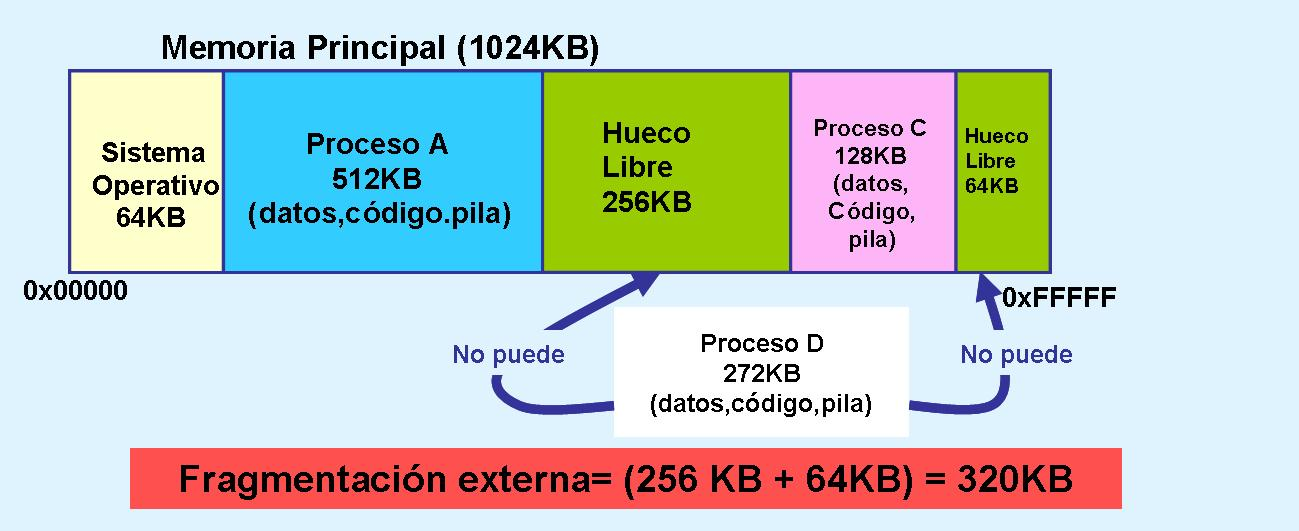 Memoria Principal (1024KB)
Sistema
Operativo
64KB
Proceso A
512KB
(datos,código.pila)
Hueco
Libre
256KB
Proceso C
128KB
(datos,
Código,
pila)
Hueco
Libre
64KB
0x00000
0xFFFFF
No puede
Proceso D
272KB
(datos,código,pila)
No puede
Fragmentación externa= (256 KB + 64KB) = 320KB